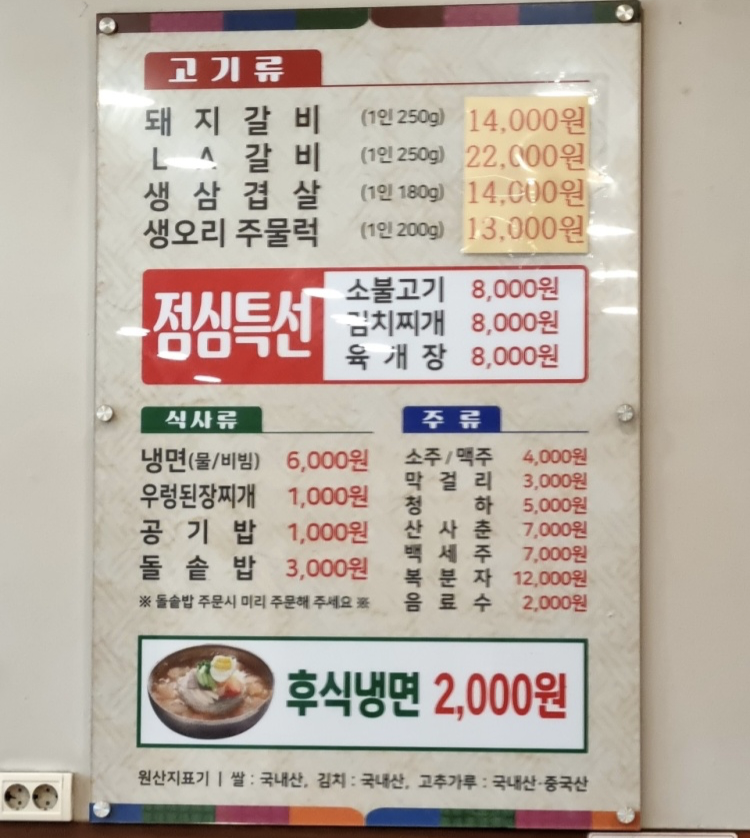 고기류
돼지갈비 (1인 250g) 14,000원
LA갈비 (1인 250g) 22,000원
생삼겹살 (1인 180g) 14,000원
생오리 주물럭 (1인 200g) 13,000원
점심특선
소불고기 8,000원
김치찌개 8,000원
육개장 8,000원
식사류
냉면(물/비빔) 6,000원
우렁된장찌개 1,000원
공기밥 1,000원
돌솥밥 3,000원
※ 돌솥밥 주문시 미리 주문해 주세요 ※
주류
소주/맥주 4,000원
막걸리 3,000원
청하 5,000원
산사춘 7,000원
백세주 7,000원
복분자 12,000원
음료수 2,000원
후식냉면 2,000원
원산지표기 | 쌀 : 국내산, 김치 : 국내산, 고추가루 : 국내산·중국산